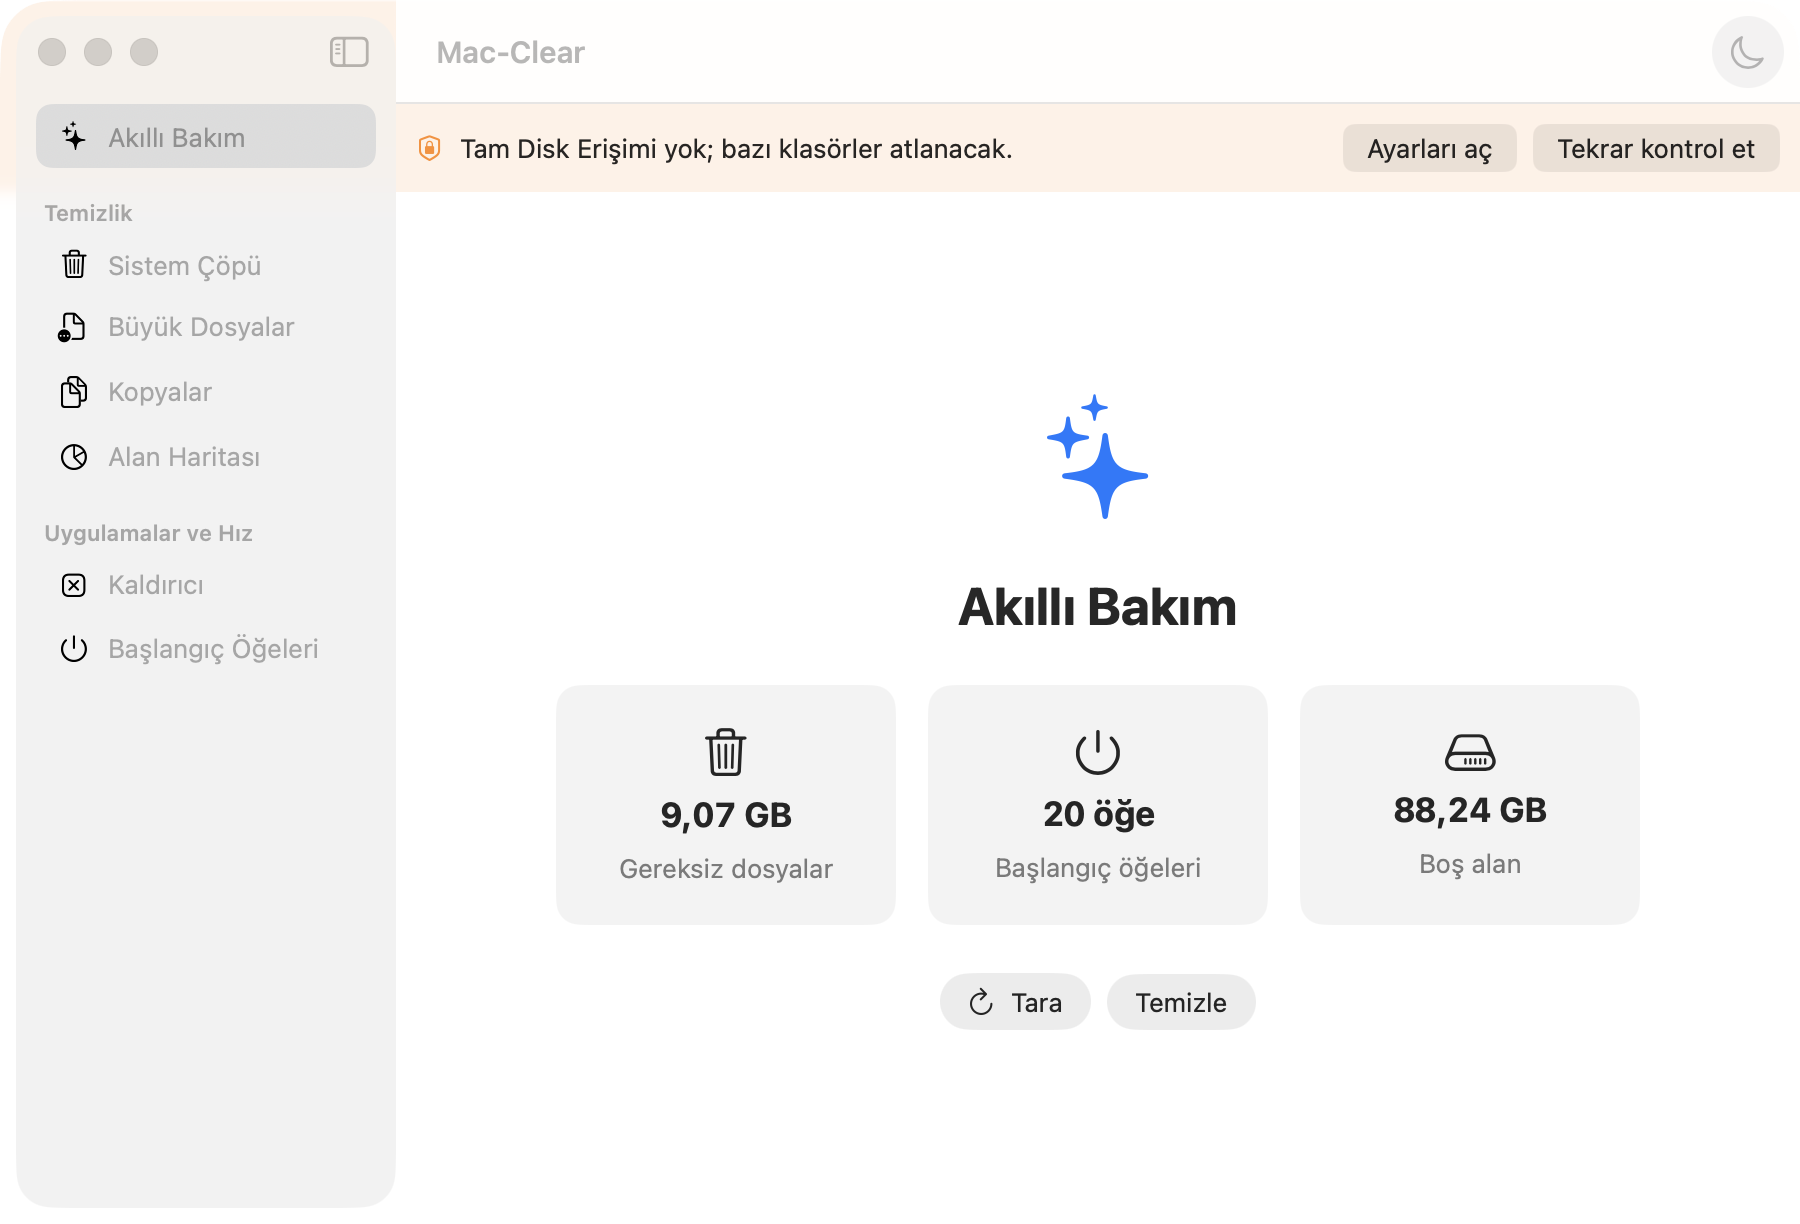 Mac-Clear
Akıllı Bakım
Tam Disk Erişimi yok; bazı klasörler atlanacak.
Ayarları aç
Tekrar kontrol et
Temizlik
Sistem Çöpü
Büyük Dosyalar
Kopyalar
Alan Haritası
Uygulamalar ve Hız
Kaldırıcı
Başlangıç Öğeleri
Akıllı Bakım
9,07 GB
Gereksiz dosyalar
20 öğe
Başlangıç öğeleri
88,24 GB
Boş alan
Tara
Temizle